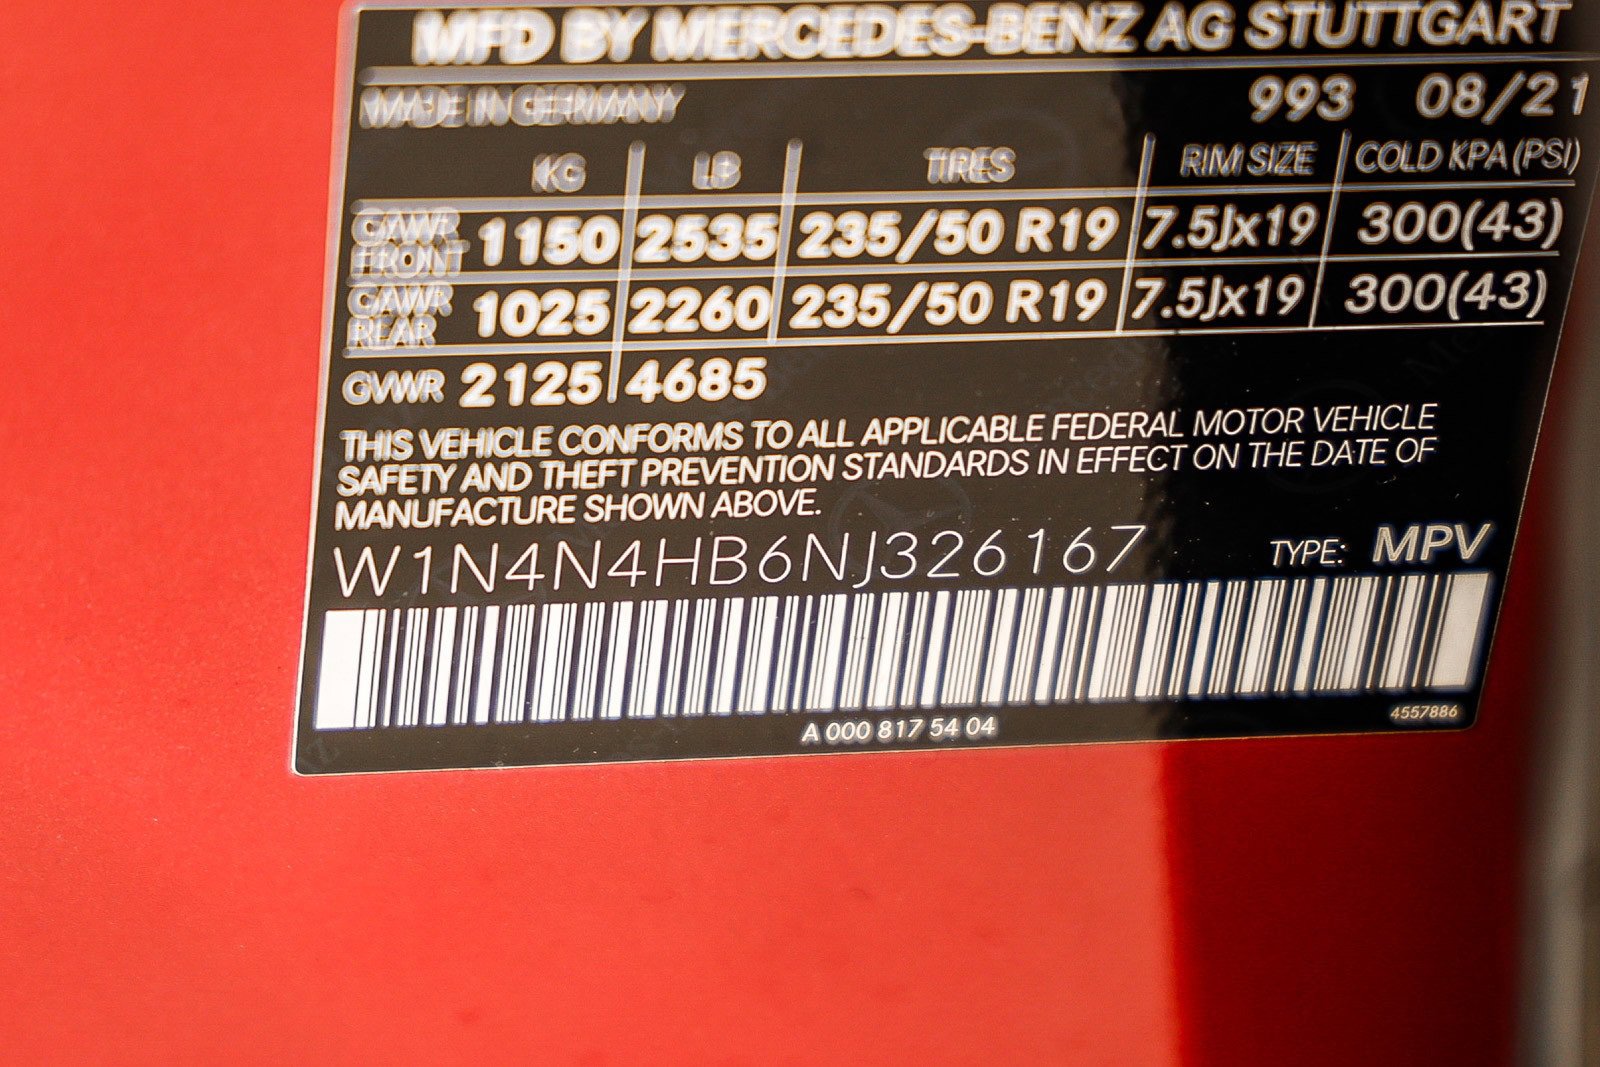 MFD BY MERCEDES-BENZ AG STUTTGART
MADE IN GERMANY 993 08/21
KG LB TIRES RIM SIZE COLD KPA (PSI)
GAWR FRONT 1150 2535 235/50 R19 7.5Jx19 300(43)
GAWR REAR 1025 2260 235/50 R19 7.5Jx19 300(43)
GVWR 2125 4685
THIS VEHICLE CONFORMS TO ALL APPLICABLE FEDERAL MOTOR VEHICLE
SAFETY AND THEFT PREVENTION STANDARDS IN EFFECT ON THE DATE OF
MANUFACTURE SHOWN ABOVE.
W1N4N4HB6NJ326167 TYPE: MPV
A 000 817 54 04 4557886